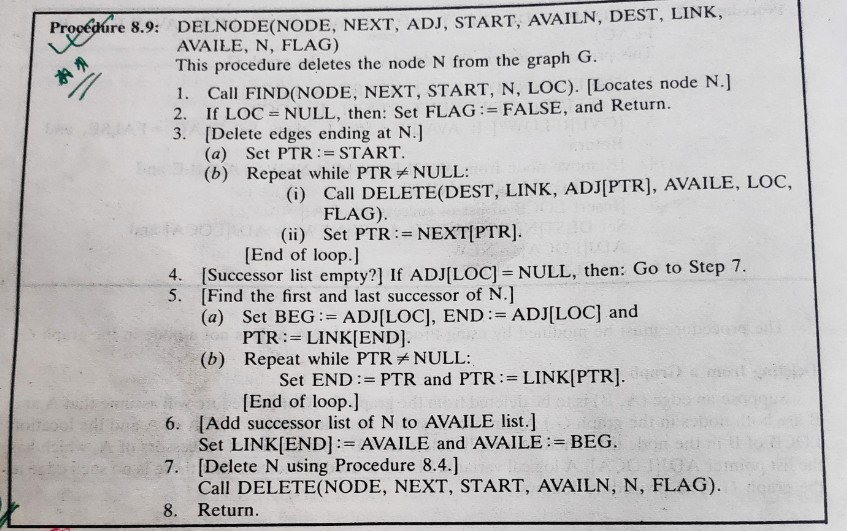 Procedure 8.9: DELNODE(NODE, NEXT, ADJ, START, AVAILN, DEST, LINK,
AVAILE, N, FLAG)
This procedure deletes the node N from the graph G.
1. Call FIND(NODE, NEXT, START, N, LOC). [Locates node N.]
2. If LOC = NULL, then: Set FLAG := FALSE, and Return.
3. [Delete edges ending at N.]
(a) Set PTR := START.
(b) Repeat while PTR ≠ NULL:
(i) Call DELETE(DEST, LINK, ADJ[PTR], AVAILE, LOC,
FLAG).
(ii) Set PTR := NEXT[PTR].
[End of loop.]
4. [Successor list empty?] If ADJ[LOC] = NULL, then: Go to Step 7.
5. [Find the first and last successor of N.]
(a) Set BEG := ADJ[LOC], END := ADJ[LOC] and
PTR := LINK[END].
(b) Repeat while PTR ≠ NULL:
Set END := PTR and PTR := LINK[PTR].
[End of loop.]
6. [Add successor list of N to AVAILE list.]
Set LINK[END] := AVAILE and AVAILE := BEG.
7. [Delete N using Procedure 8.4.]
Call DELETE(NODE, NEXT, START, AVAILN, N, FLAG).
8. Return.